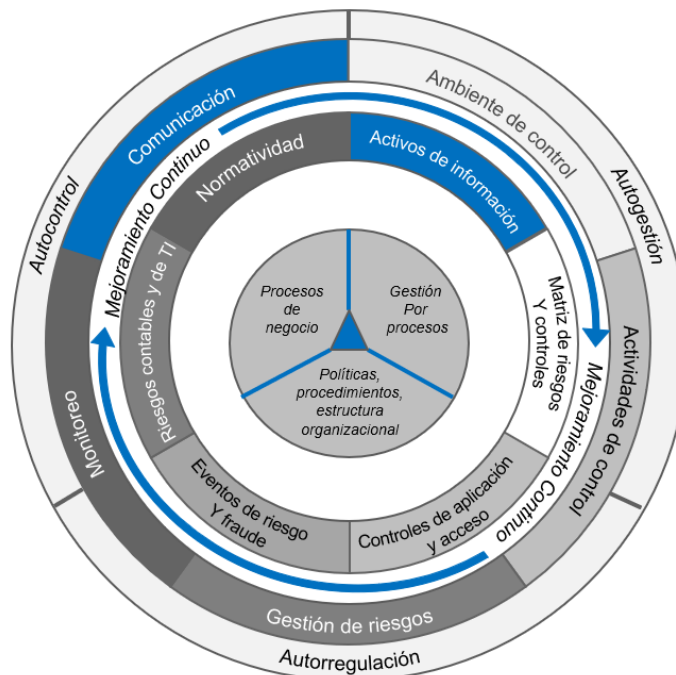 Autocontrol
Autogestión
Autorregulación
Comunicación
Ambiente de control
Actividades de control
Gestión de riesgos
Monitoreo
Mejoramiento Continuo
Mejoramiento Continuo
Normatividad
Activos de información
Matriz de riesgos
Y controles
Controles de aplicación
y acceso
Eventos de riesgo
Y fraude
Riesgos contables y de TI
Procesos
de
negocio
Gestión
Por
procesos
Políticas,
procedimientos,
estructura
organizacional